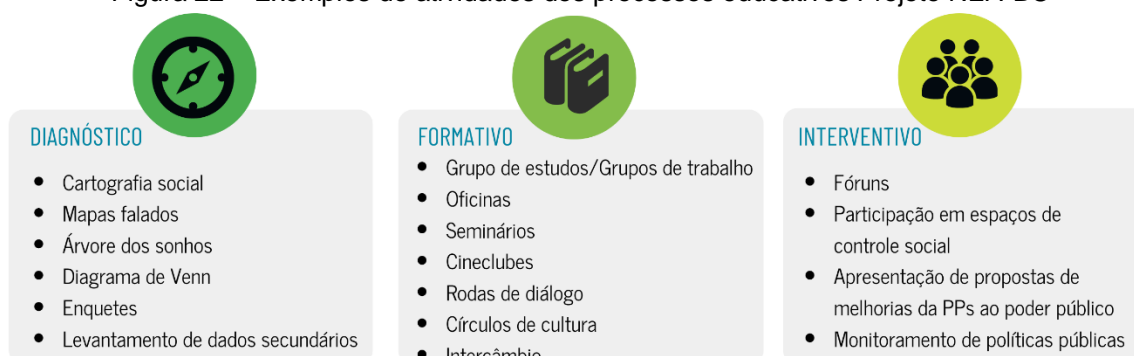 DIAGNÓSTICO
• Cartografia social
• Mapas falados
• Árvore dos sonhos
• Diagrama de Venn
• Enquetes
• Levantamento de dados secundários
FORMATIVO
• Grupo de estudos/Grupos de trabalho
• Oficinas
• Seminários
• Cineclubes
• Rodas de diálogo
• Círculos de cultura
• Intercâmbio
INTERVENTIVO
• Fóruns
• Participação em espaços de
controle social
• Apresentação de propostas de
melhorias da PPs ao poder público
• Monitoramento de políticas públicas